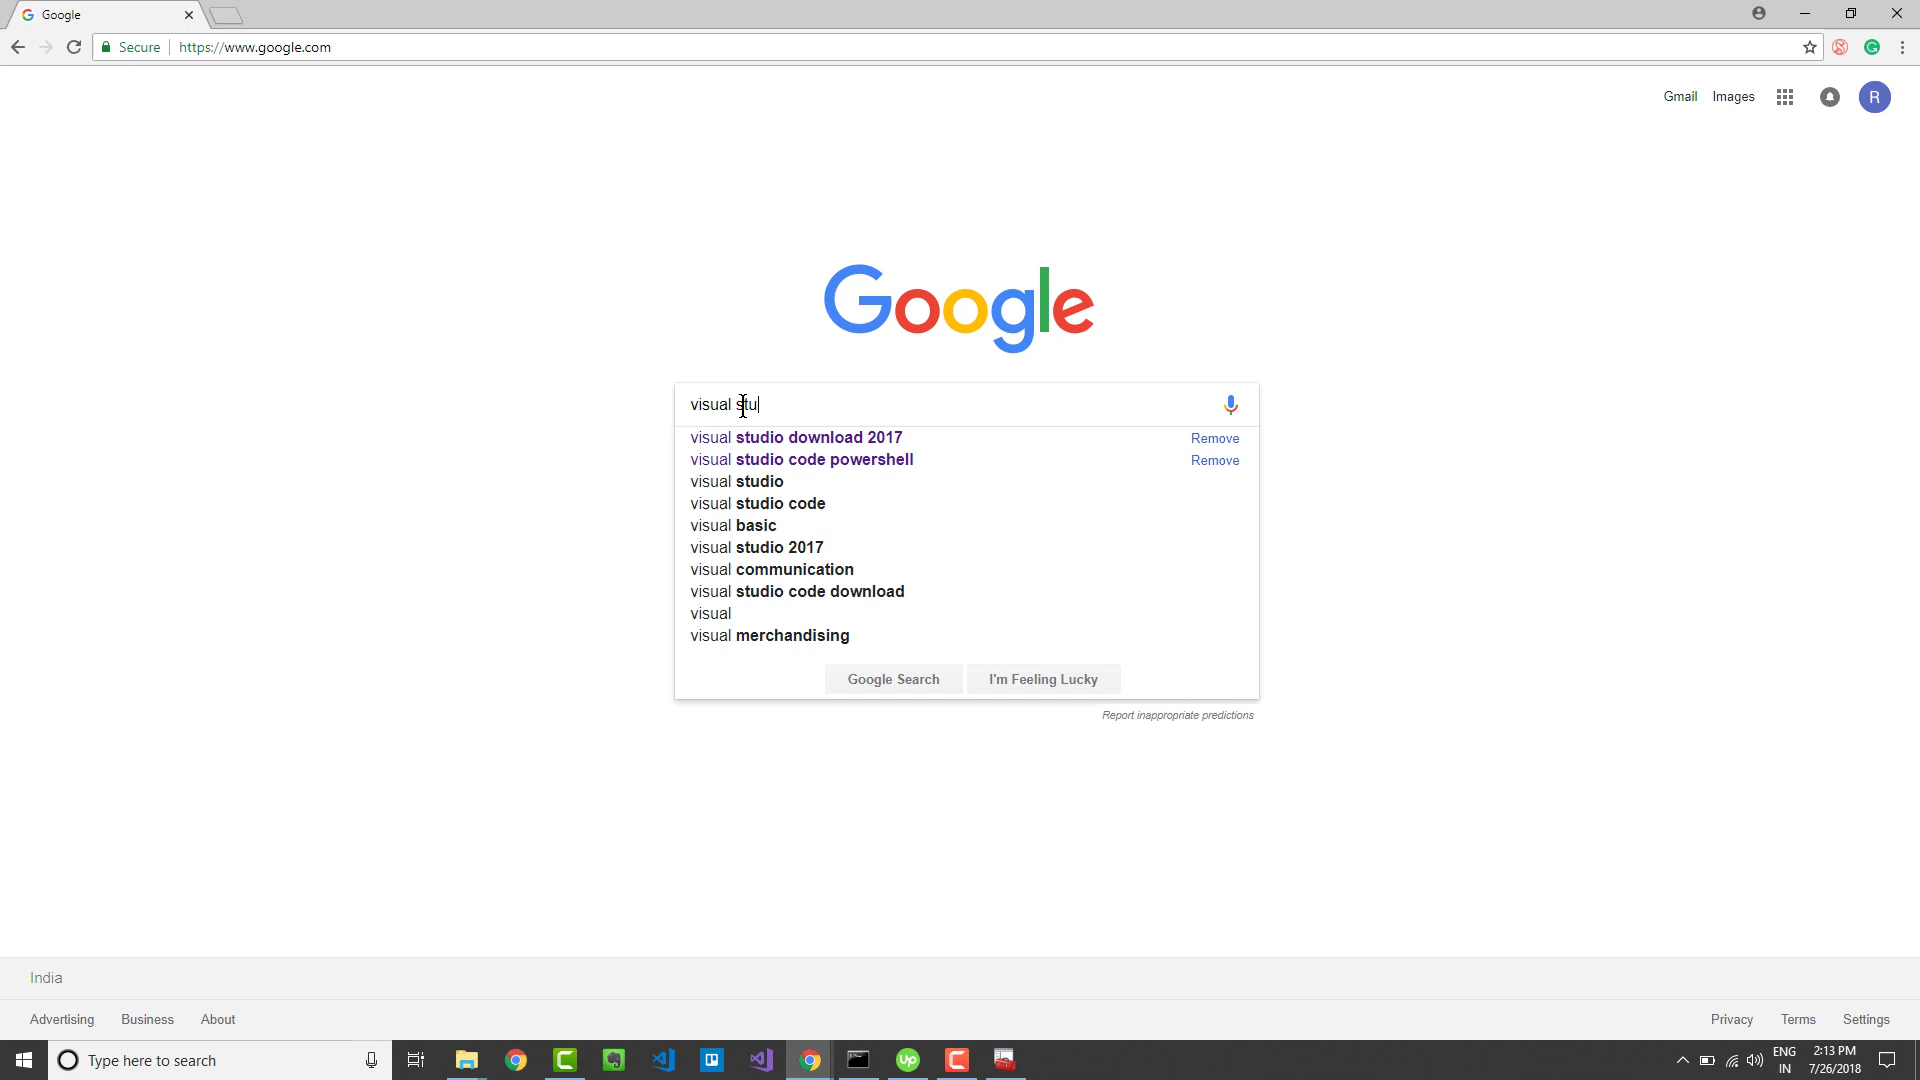 Google
Secure https://www.google.com
Gmail Images R
Google
visual stu
visual studio download 2017 Remove
visual studio code powershell Remove
visual studio
visual studio code
visual basic
visual studio 2017
visual communication
visual studio code download
visual
visual merchandising
Google Search I'm Feeling Lucky
Report inappropriate predictions
India
Advertising Business About Privacy Terms Settings
Type here to search
ENG 2:13 PM
IN 7/26/2018